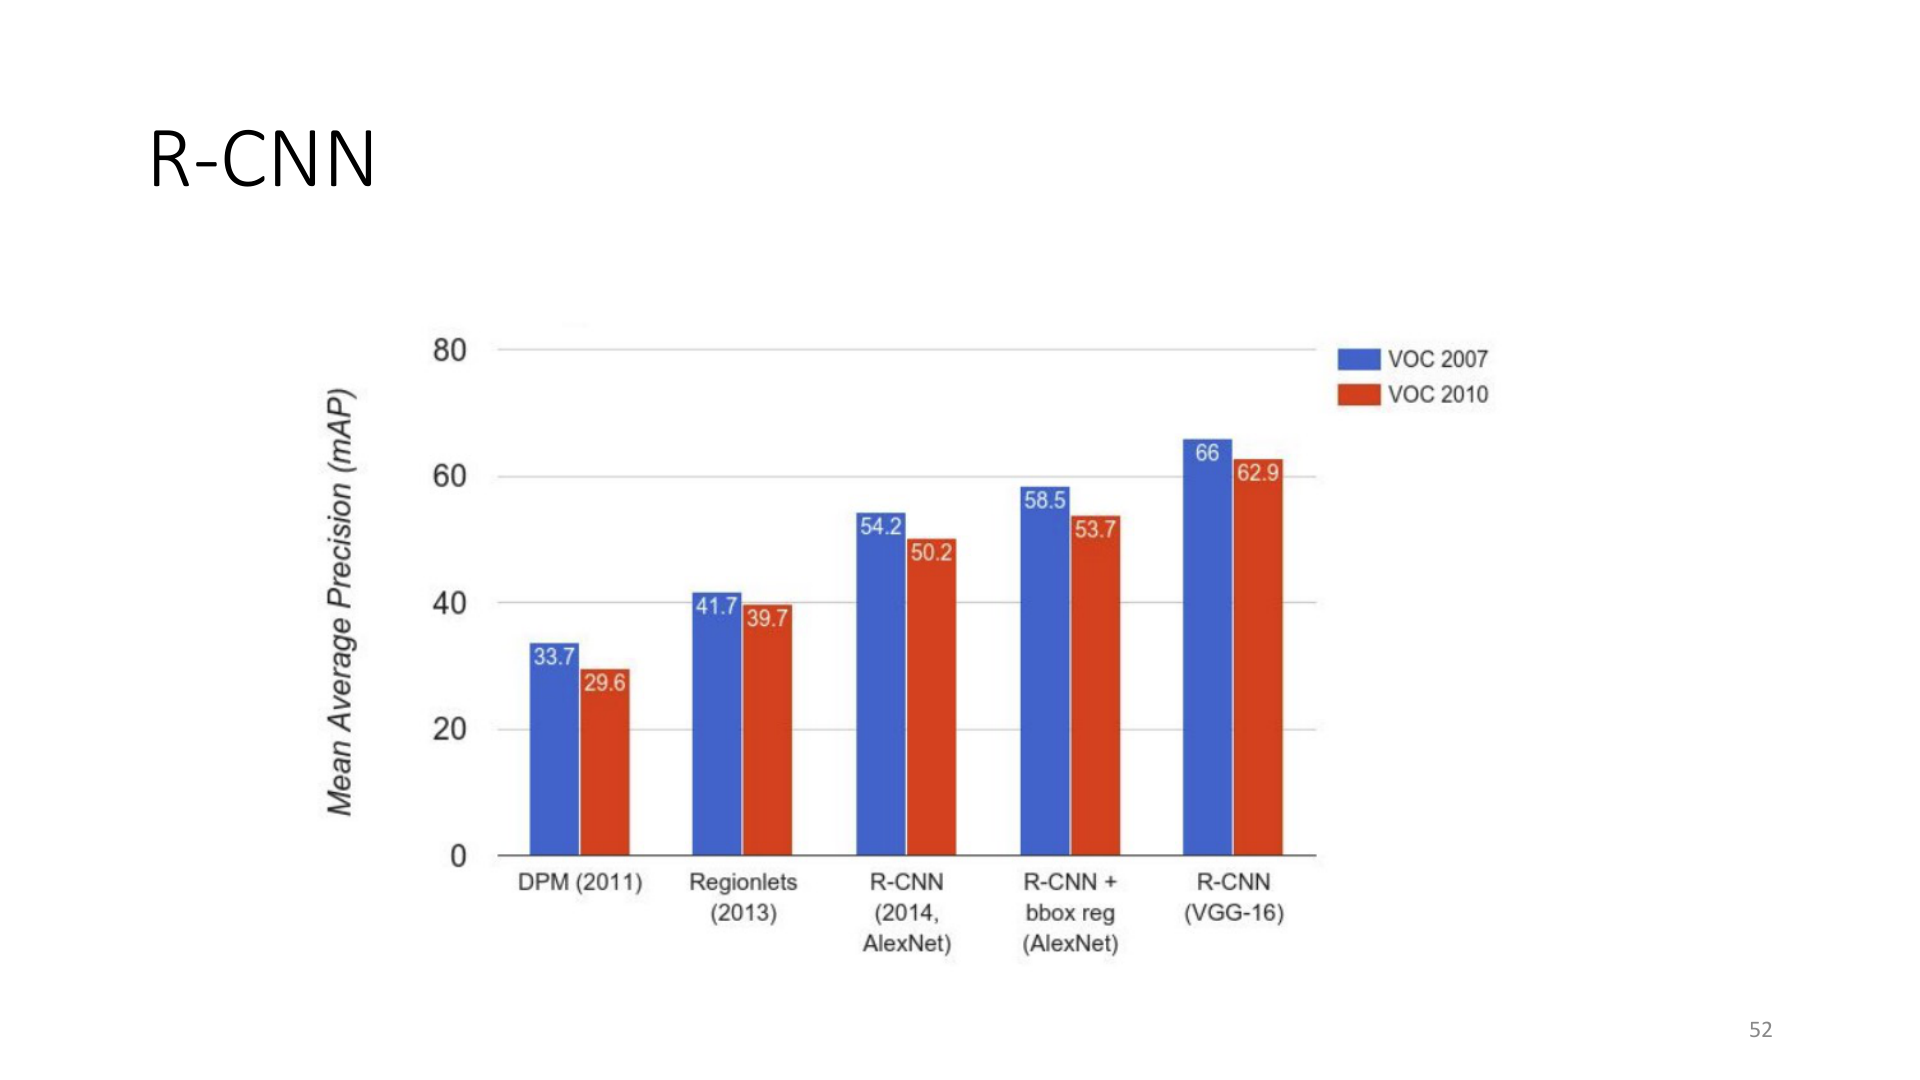 R-CNN
Mean Average Precision (mAP)
80
60
40
20
0
VOC 2007
VOC 2010
33.7
29.6
41.7
39.7
54.2
50.2
58.5
53.7
66
62.9
DPM (2011)
Regionlets
(2013)
R-CNN
(2014,
AlexNet)
R-CNN +
bbox reg
(AlexNet)
R-CNN
(VGG-16)
52